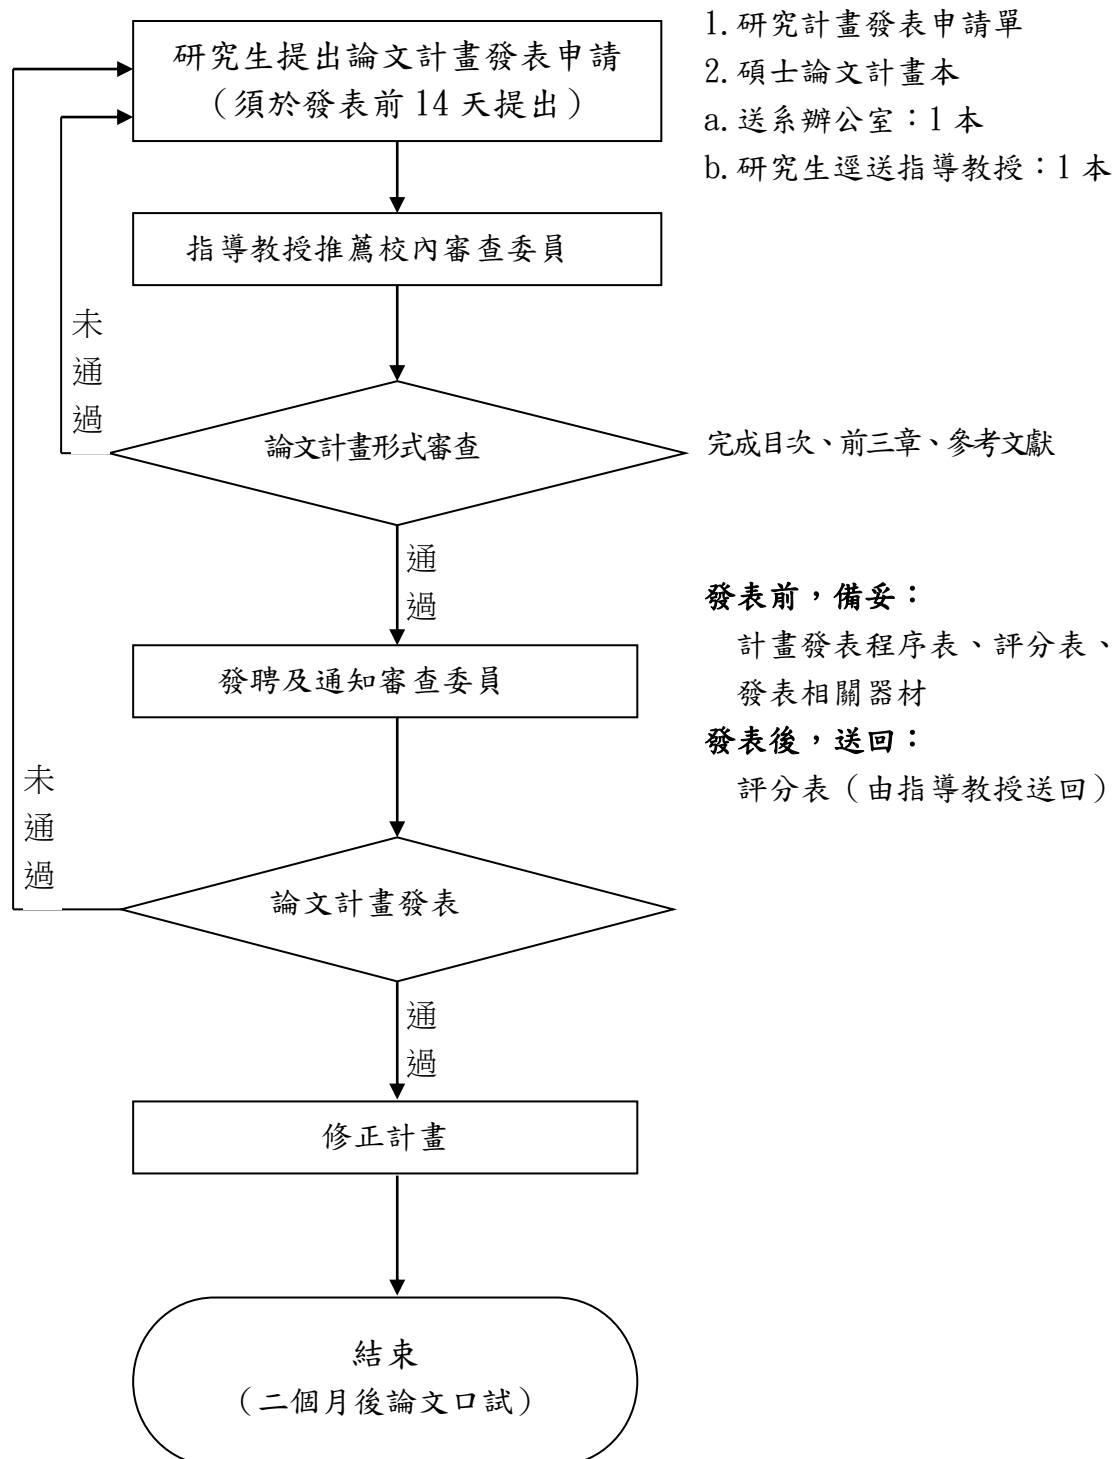 研究生提出論文計畫發表申請
（須於發表前 14 天提出）
1.研究計畫發表申請單
2.碩士論文計畫本
a.送系辦公室：1 本
b.研究生逕送指導教授：1 本
指導教授推薦校內審查委員
未
通
過
論文計畫形式審查
完成目次、前三章、參考文獻
通
過
發聘及通知審查委員
發表前，備妥：
計畫發表程序表、評分表、
發表相關器材
發表後，送回：
評分表（由指導教授送回）
未
通
過
論文計畫發表
通
過
修正計畫
結束
（二個月後論文口試）